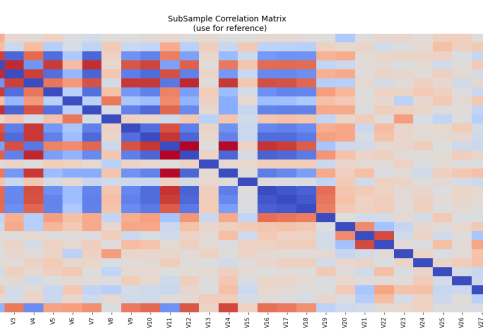 SubSample Correlation Matrix
(use for reference)
V3 V4 V5 V6 V7 V8 V9 V10 V11 V12 V13 V14 V15 V16 V17 V18 V19 V20 V21 V22 V23 V24 V25 V26 V27